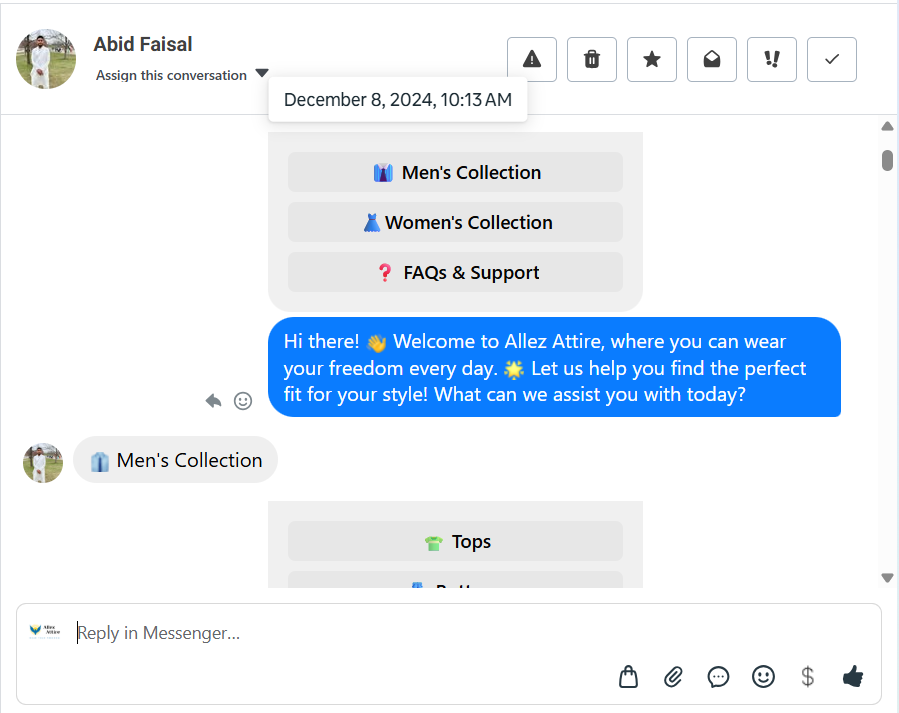 Abid Faisal
Assign this conversation
December 8, 2024, 10:13 AM
Men's Collection
Women's Collection
FAQs & Support
Hi there! 👋 Welcome to Allez Attire, where you can wear
your freedom every day. 🌟 Let us help you find the perfect
fit for your style! What can we assist you with today?
Men's Collection
Tops
Allez
Attire
Reply in Messenger...